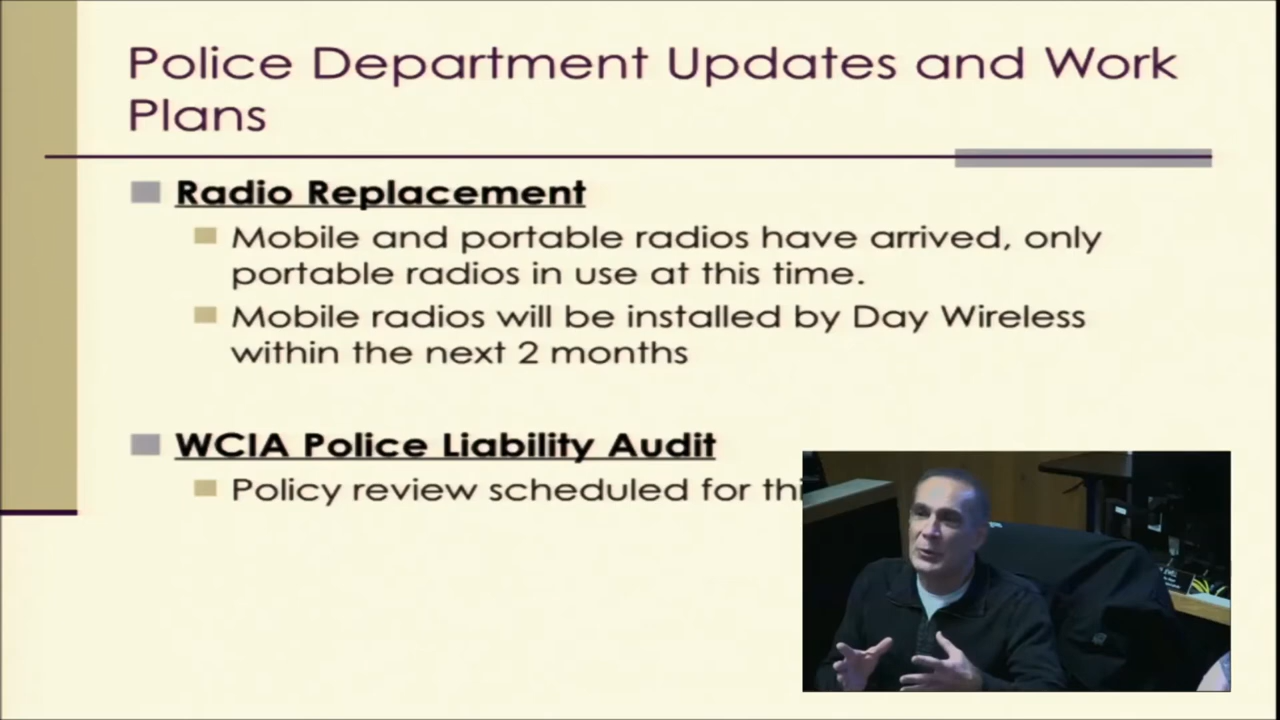 Police Department Updates and Work
Plans
Radio Replacement
Mobile and portable radios have arrived, only
portable radios in use at this time.
Mobile radios will be installed by Day Wireless
within the next 2 months
WCIA Police Liability Audit
Policy review scheduled for